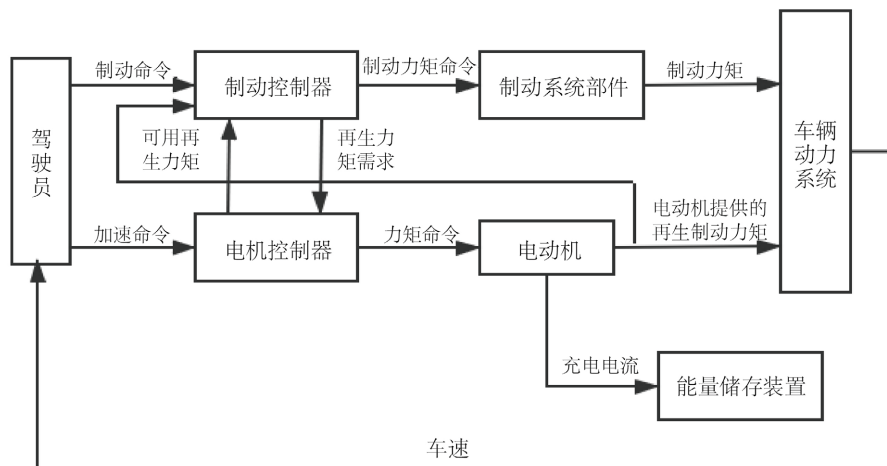 制动命令
制动控制器
制动力矩命令
制动系统部件
制动力矩
驾驶员
可用再
生力矩
再生力
矩需求
车辆
动力
系统
加速命令
电机控制器
力矩命令
电动机
电动机提供的
再生制动力矩
充电电流
能量储存装置
车速